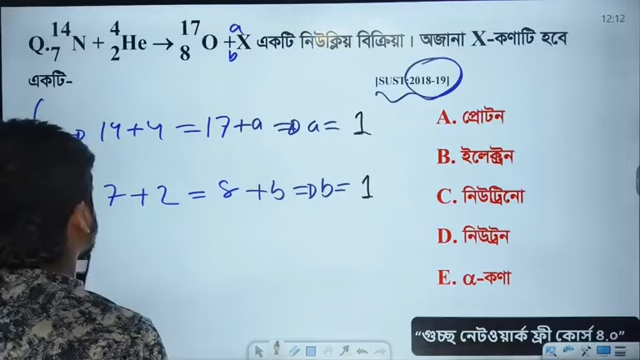 12:12
Q. ¹⁴₇N + ⁴₂He → ¹⁷₈O + ᵃ_bX একটি নিউক্লিয় বিক্রিয়া। অজানা X-কণাটি হবে
একটি-
[SUST:2018-19]
14+4 = 17+a ⇒ a = 1
7+2 = 8+b ⇒ b = 1
A. প্রোটন
B. ইলেক্ট্রন
C. নিউট্রিনো
D. নিউট্রন
E. α-কণা
"গুচ্ছ নেটওয়ার্ক ফ্রী কোর্স ৪.০"